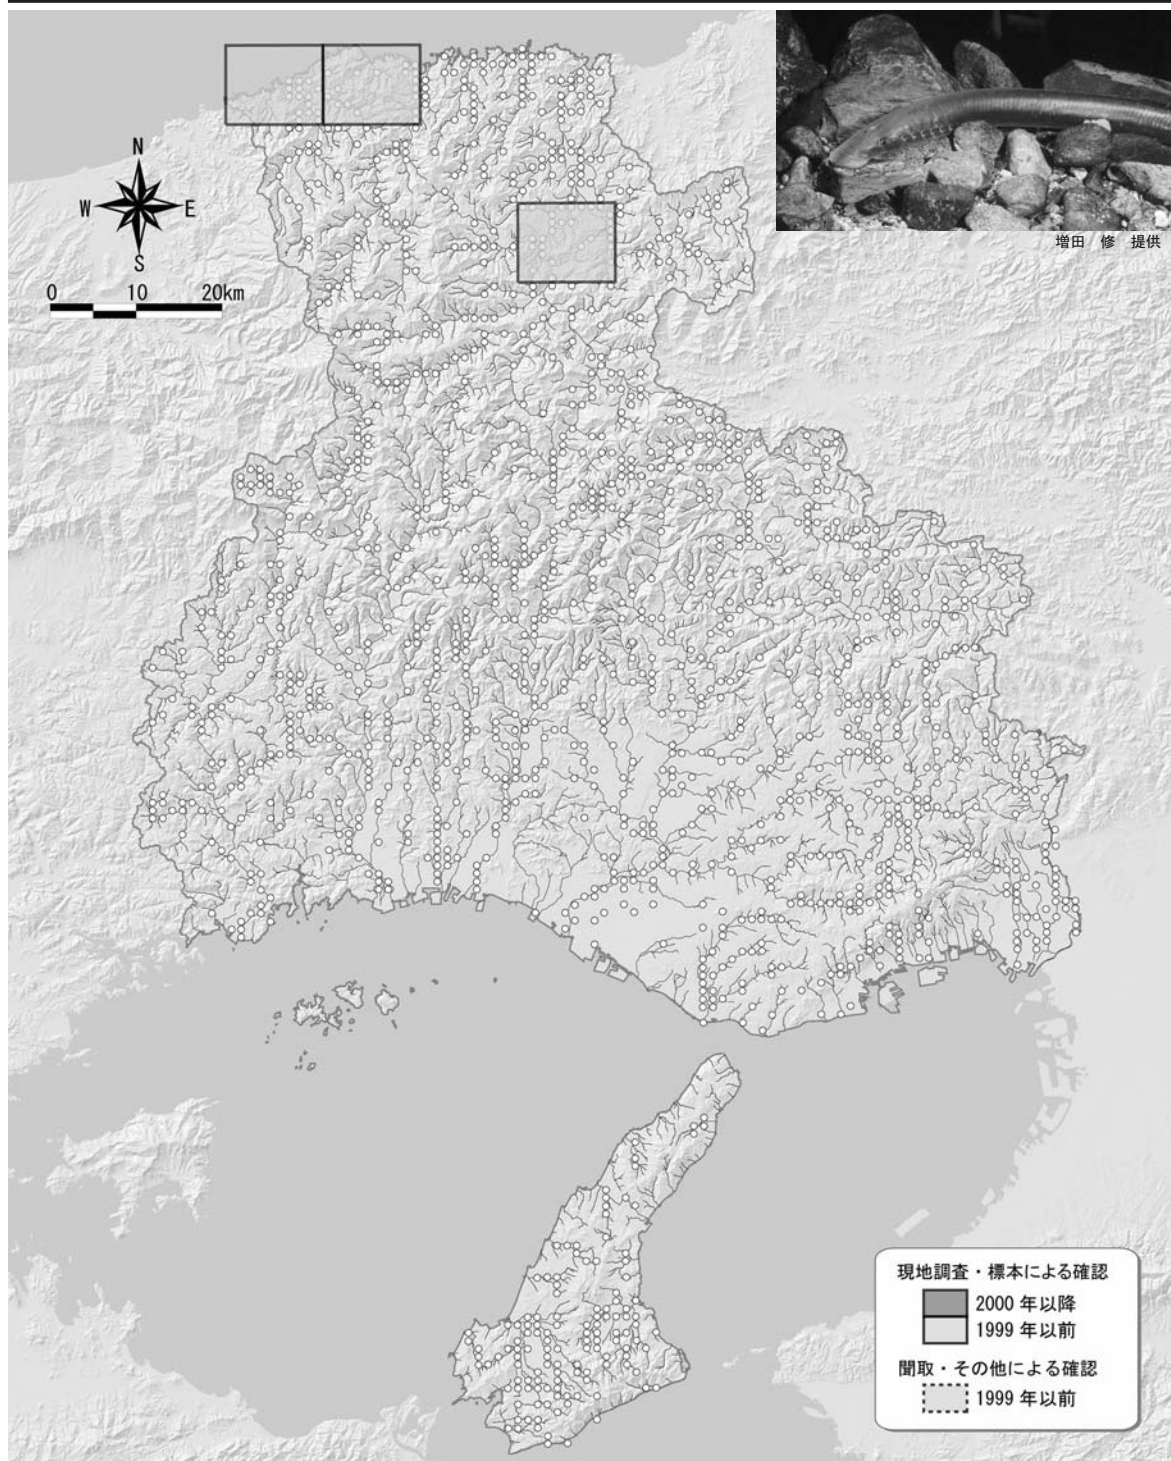 増田 修 提供
N
W E
S
0 10 20km
現地調査・標本による確認
2000 年以降
1999 年以前
聞取・その他による確認
1999 年以前